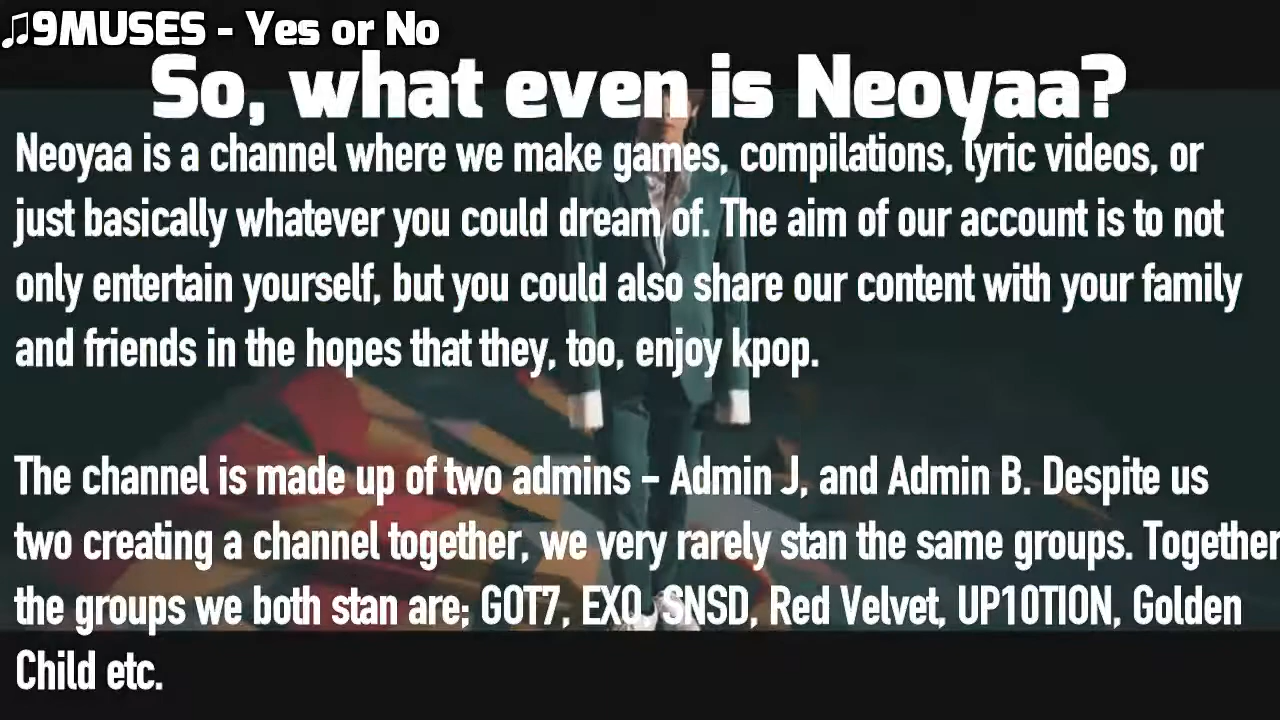 ♫9MUSES - Yes or No
So, what even is Neoyaa?
Neoyaa is a channel where we make games, compilations, lyric videos, or
just basically whatever you could dream of. The aim of our account is to not
only entertain yourself, but you could also share our content with your family
and friends in the hopes that they, too, enjoy kpop.
The channel is made up of two admins – Admin J, and Admin B. Despite us
two creating a channel together, we very rarely stan the same groups. Together
the groups we both stan are; GOT7, EXO, SNSD, Red Velvet, UP10TION, Golden
Child etc.